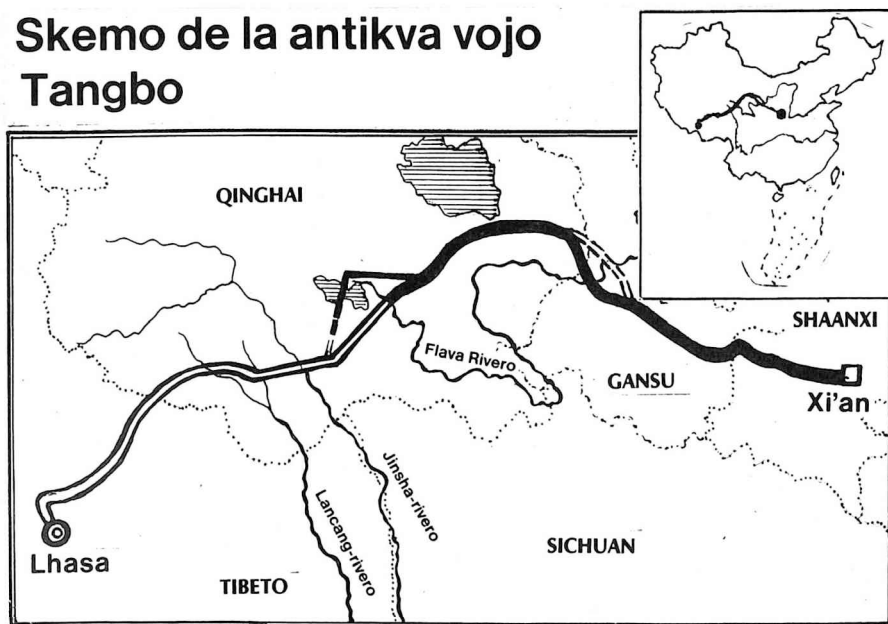 Skemo de la antikva vojo
Tangbo
QINGHAI
SHAANXI
Flava Rivero
GANSU
Xi'an
Jinsha-rivero
Lancang-rivero
SICHUAN
Lhasa
TIBETO